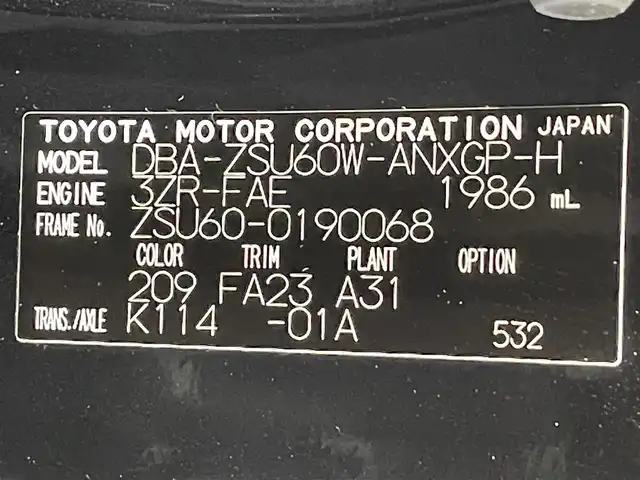 TOYOTA MOTOR CORPORATION JAPAN
MODEL DBA-ZSU60W-ANXGP-H
ENGINE 3ZR-FAE 1986 mL
FRAME No. ZSU60-0190068
COLOR TRIM PLANT OPTION
209 FA23 A31
TRANS./AXLE K114 -01A 532